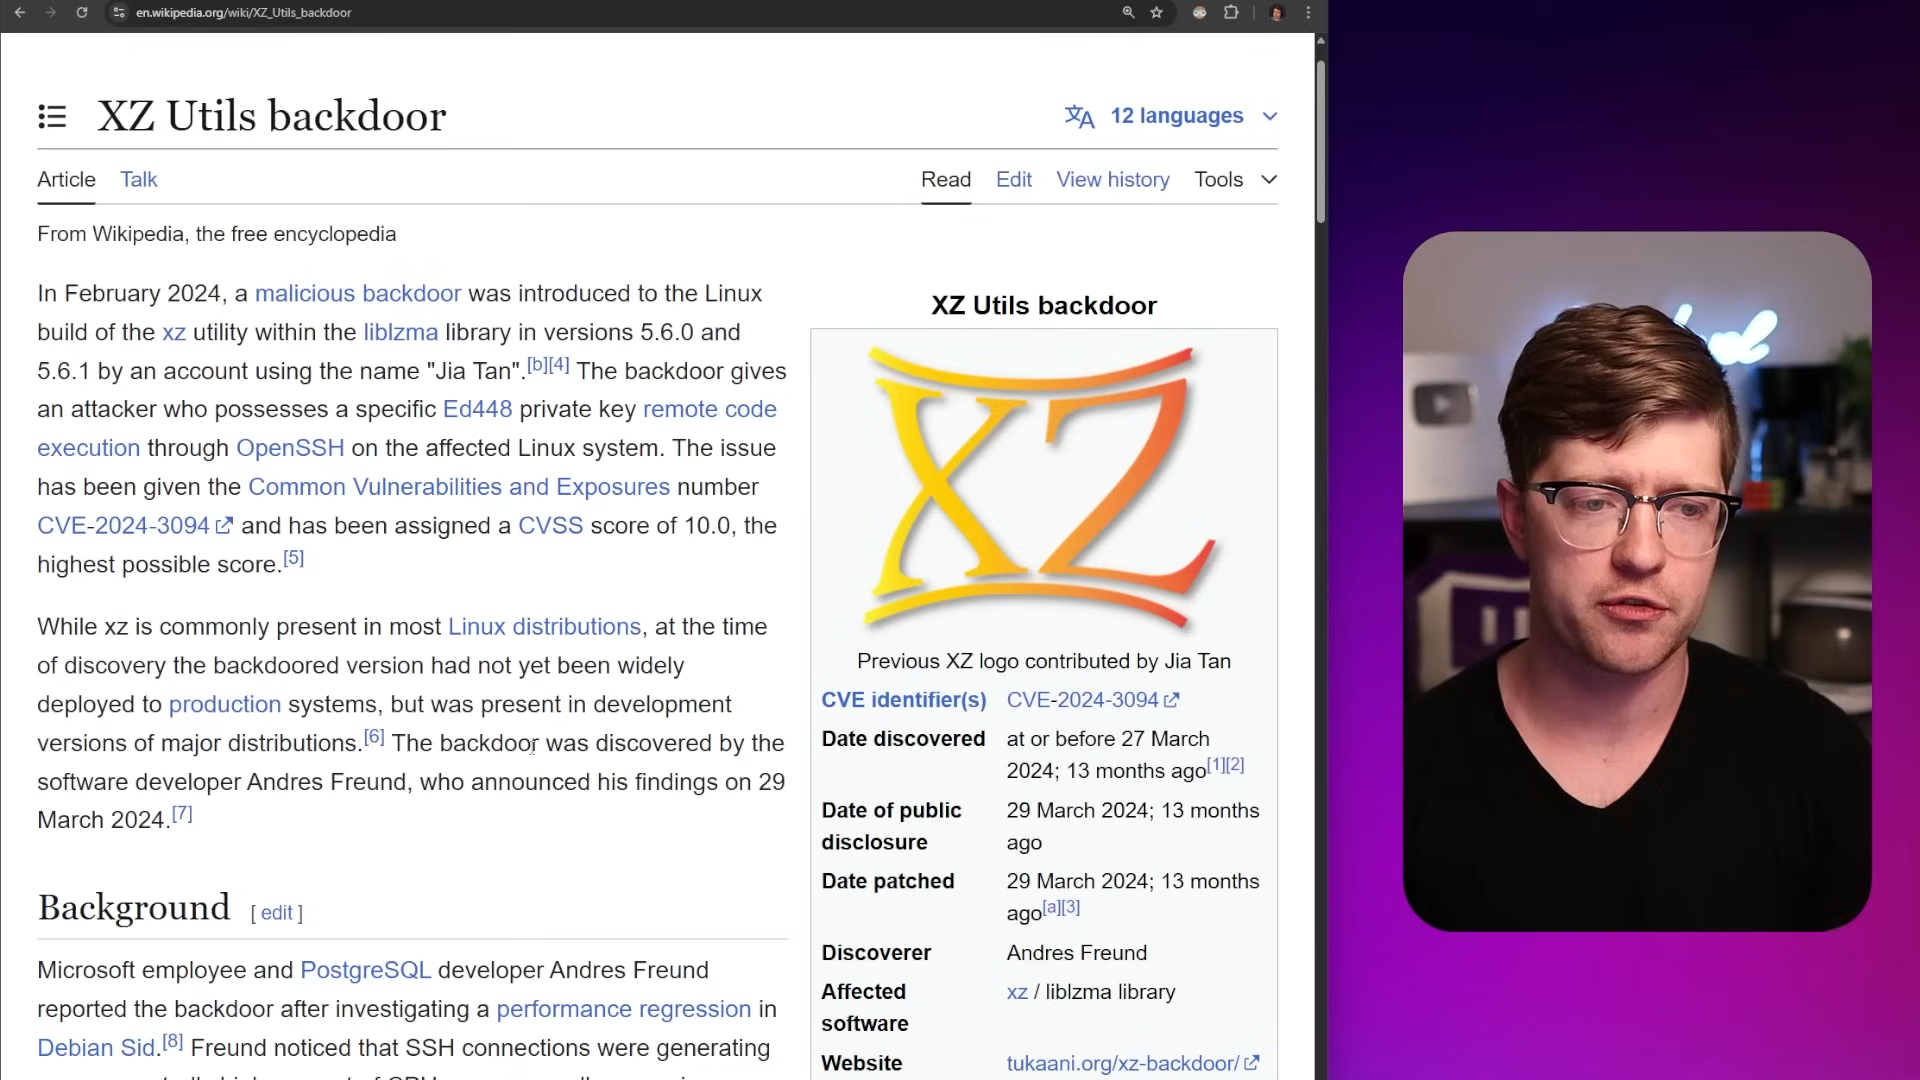 en.wikipedia.org/wiki/XZ_Utils_backdoor
XZ Utils backdoor
12 languages
Article Talk
Read Edit View history Tools
From Wikipedia, the free encyclopedia
In February 2024, a malicious backdoor was introduced to the Linux
build of the xz utility within the liblzma library in versions 5.6.0 and
5.6.1 by an account using the name "Jia Tan".[b][4] The backdoor gives
an attacker who possesses a specific Ed448 private key remote code
execution through OpenSSH on the affected Linux system. The issue
has been given the Common Vulnerabilities and Exposures number
CVE-2024-3094 and has been assigned a CVSS score of 10.0, the
highest possible score.[5]
While xz is commonly present in most Linux distributions, at the time
of discovery the backdoored version had not yet been widely
deployed to production systems, but was present in development
versions of major distributions.[6] The backdoor was discovered by the
software developer Andres Freund, who announced his findings on 29
March 2024.[7]
Background [ edit ]
Microsoft employee and PostgreSQL developer Andres Freund
reported the backdoor after investigating a performance regression in
Debian Sid.[8] Freund noticed that SSH connections were generating
XZ Utils backdoor
XZ
Previous XZ logo contributed by Jia Tan
CVE identifier(s) CVE-2024-3094
Date discovered at or before 27 March
2024; 13 months ago[1][2]
Date of public 29 March 2024; 13 months
disclosure ago
Date patched 29 March 2024; 13 months
ago[a][3]
Discoverer Andres Freund
Affected xz / liblzma library
software
Website tukaani.org/xz-backdoor/